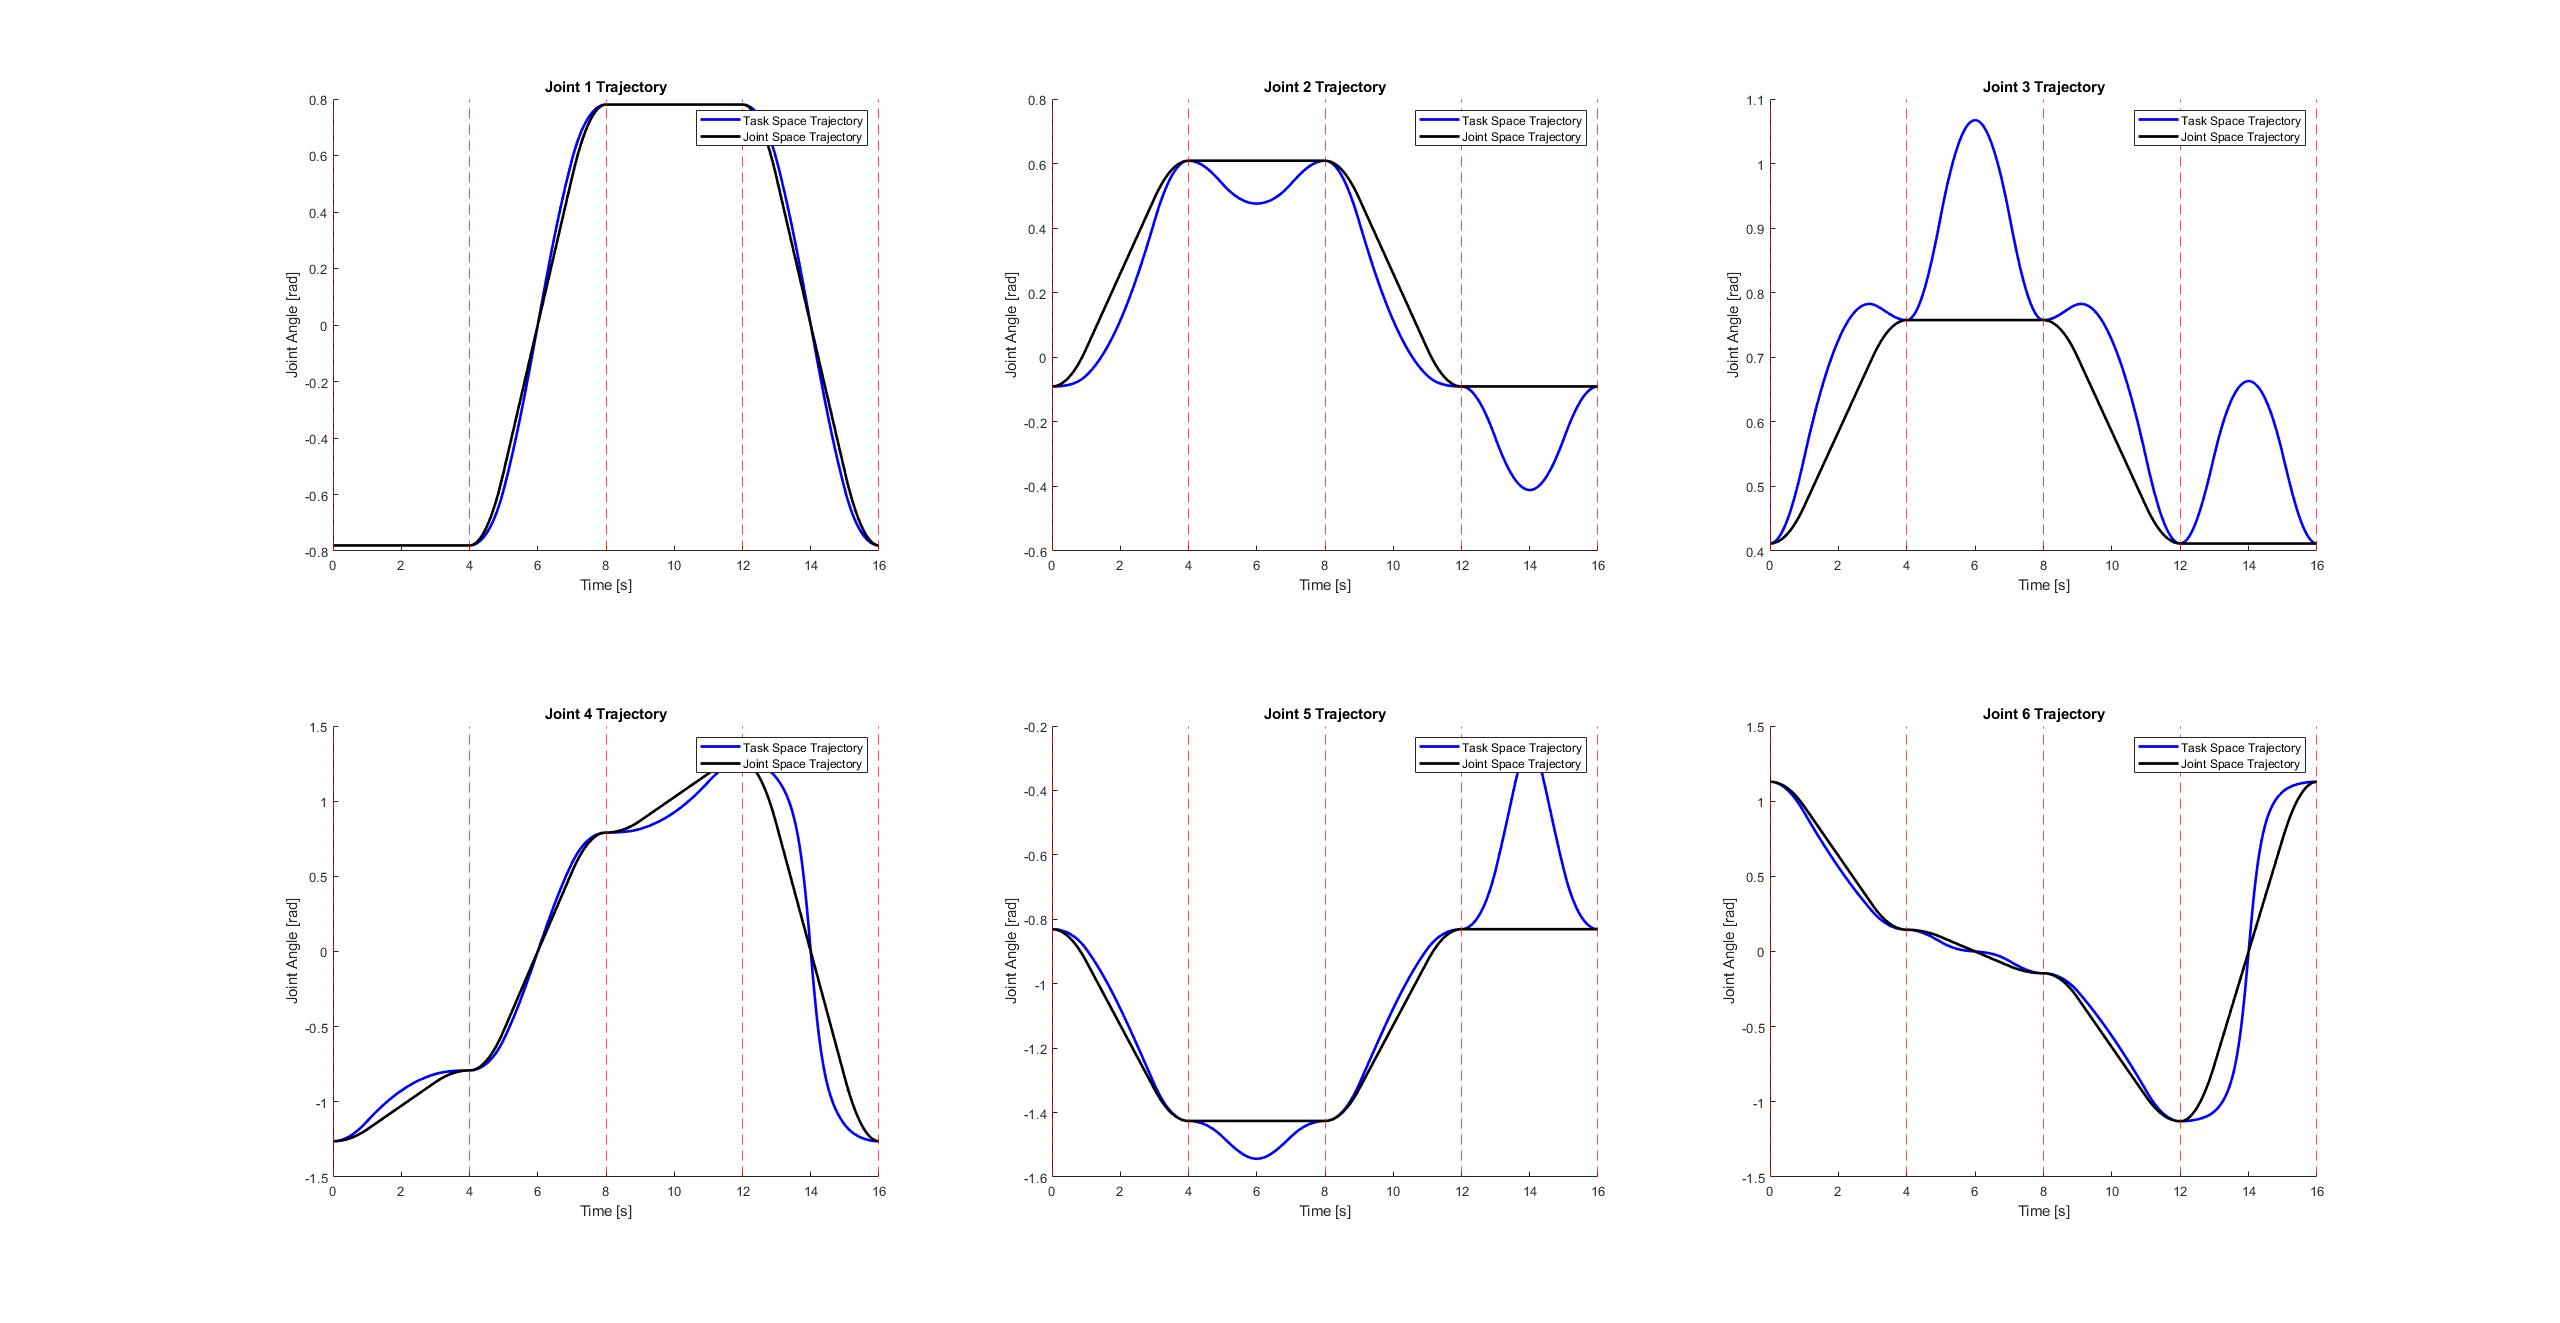 Joint 1 Trajectory
Joint Angle [rad]
0.8
0.6
0.4
0.2
0
-0.2
-0.4
-0.6
-0.8
Task Space Trajectory
Joint Space Trajectory
0 2 4 6 8 10 12 14 16
Time [s]
Joint 2 Trajectory
Joint Angle [rad]
0.8
0.6
0.4
0.2
0
-0.2
-0.4
-0.6
Task Space Trajectory
Joint Space Trajectory
0 2 4 6 8 10 12 14 16
Time [s]
Joint 3 Trajectory
Joint Angle [rad]
1.1
1
0.9
0.8
0.7
0.6
0.5
0.4
Task Space Trajectory
Joint Space Trajectory
0 2 4 6 8 10 12 14 16
Time [s]
Joint 4 Trajectory
Joint Angle [rad]
1.5
1
0.5
0
-0.5
-1
-1.5
Task Space Trajectory
Joint Space Trajectory
0 2 4 6 8 10 12 14 16
Time [s]
Joint 5 Trajectory
Joint Angle [rad]
-0.2
-0.4
-0.6
-0.8
-1
-1.2
-1.4
-1.6
Task Space Trajectory
Joint Space Trajectory
0 2 4 6 8 10 12 14 16
Time [s]
Joint 6 Trajectory
Joint Angle [rad]
1.5
1
0.5
0
-0.5
-1
-1.5
Task Space Trajectory
Joint Space Trajectory
0 2 4 6 8 10 12 14 16
Time [s]